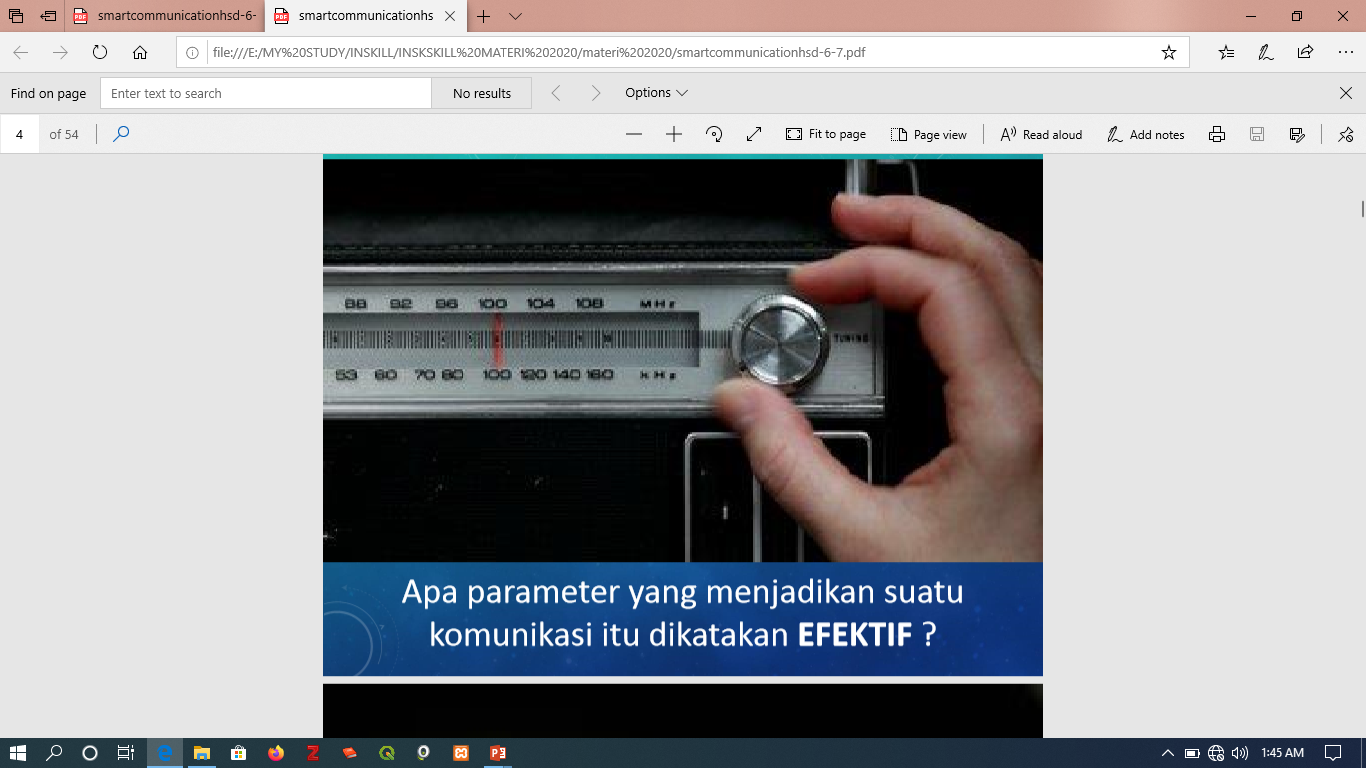 smartcommunicationhsd-6-
smartcommunicationhs
file:///E:/MY%20STUDY/INSKILL/INSKSKILL%20MATERI%202020/materi%202020/smartcommunicationhsd-6-7.pdf
Find on page
Enter text to search
No results
Options
4
of 54
Fit to page
Page view
Read aloud
Add notes
88 92 96 100 104 108 MHz
TUNING
53 60 70 80 100 120 140 160 KHz
Apa parameter yang menjadikan suatu
komunikasi itu dikatakan EFEKTIF ?
1:45 AM